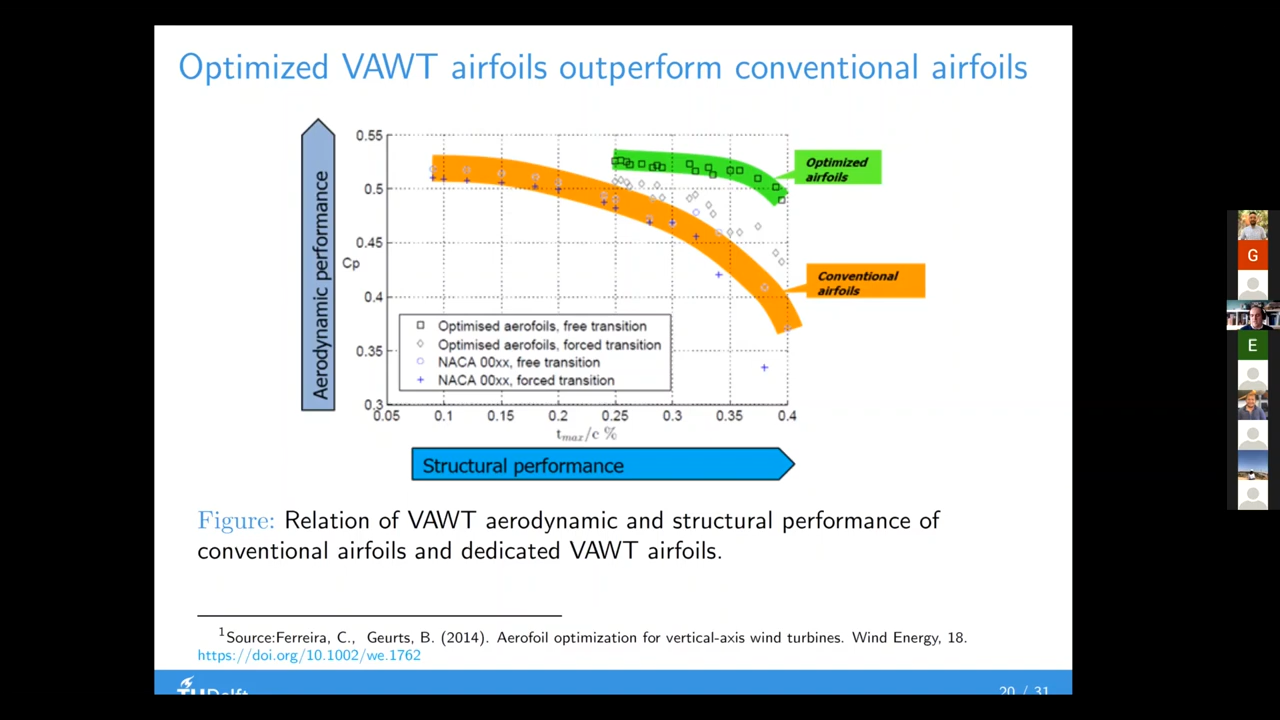 Optimized VAWT airfoils outperform conventional airfoils
Aerodynamic performance
0.55
0.5
0.45
Cp
0.4
0.35
0.3
Optimized
airfoils
Conventional
airfoils
Optimised aerofoils, free transition
Optimised aerofoils, forced transition
NACA 00xx, free transition
NACA 00xx, forced transition
0.05 0.1 0.15 0.2 0.25 0.3 0.35 0.4
tmax/c %
Structural performance
Figure: Relation of VAWT aerodynamic and structural performance of
conventional airfoils and dedicated VAWT airfoils.
1Source:Ferreira, C., Geurts, B. (2014). Aerofoil optimization for vertical-axis wind turbines. Wind Energy, 18.
https://doi.org/10.1002/we.1762
TUDelft
20 / 31
G
E